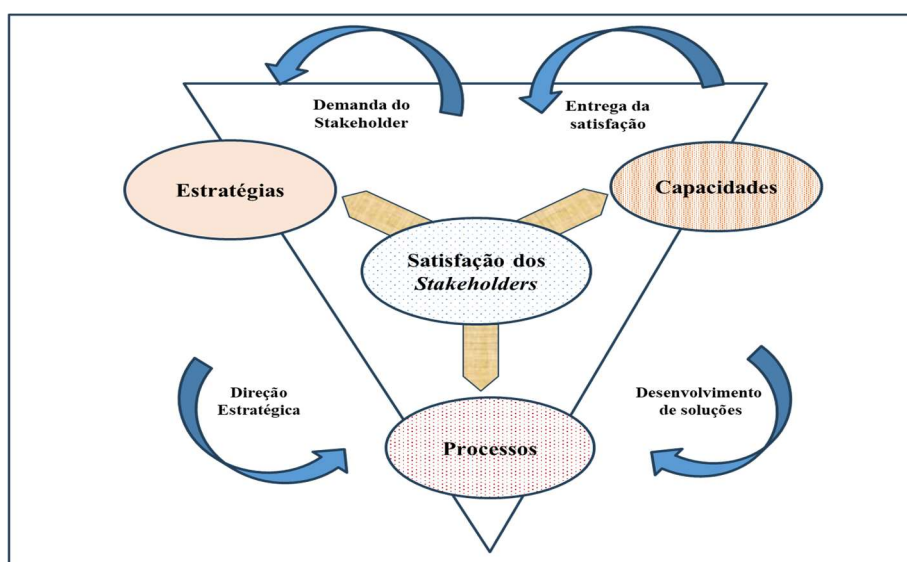 Demanda do
Stakeholder
Entrega da
satisfação
Estratégias
Capacidades
Satisfação dos
Stakeholders
Direção
Estratégica
Desenvolvimento
de soluções
Processos